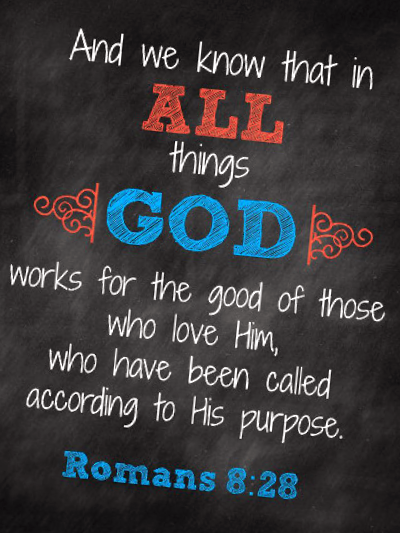 And we know that in
ALL
things
GOD
works for the good of those
who love Him,
who have been called
according to His purpose.
Romans 8:28